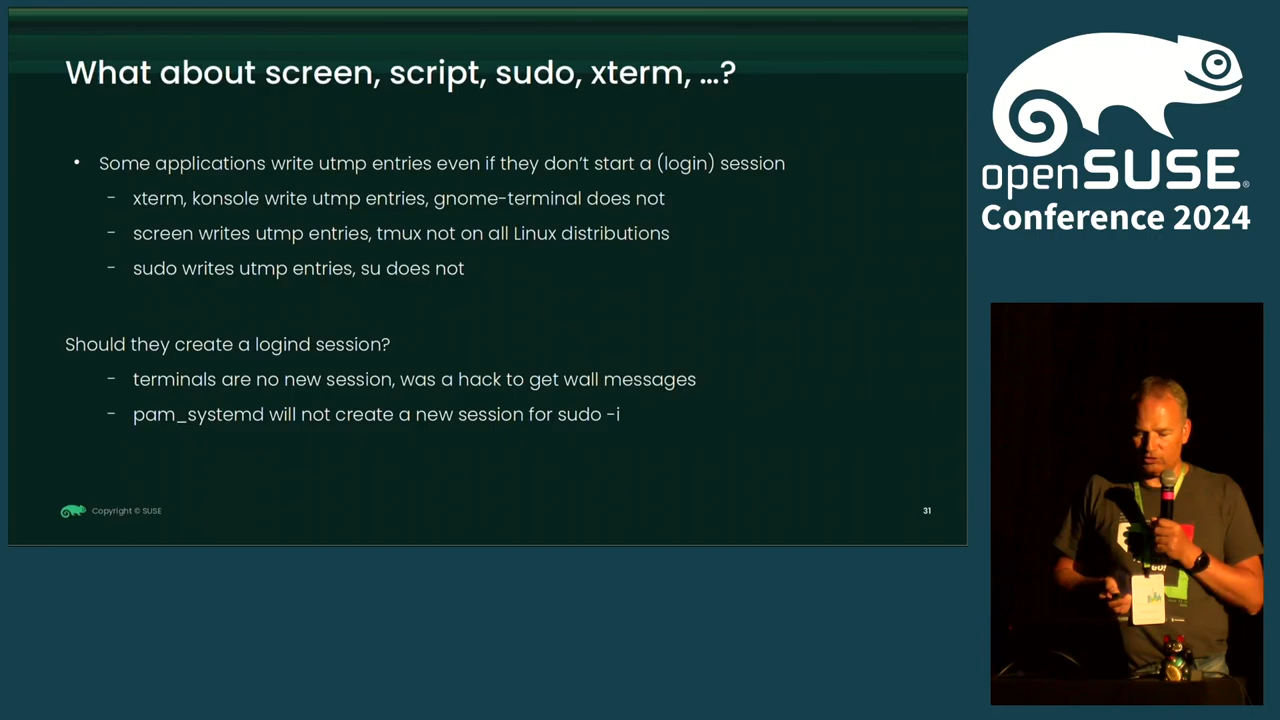 What about screen, script, sudo, xterm, ...?
• Some applications write utmp entries even if they don't start a (login) session
- xterm, konsole write utmp entries, gnome-terminal does not
- screen writes utmp entries, tmux not on all Linux distributions
- sudo writes utmp entries, su does not
Should they create a logind session?
- terminals are no new session, was a hack to get wall messages
- pam_systemd will not create a new session for sudo -i
Copyright © SUSE
31
openSUSE®
Conference 2024
GO!